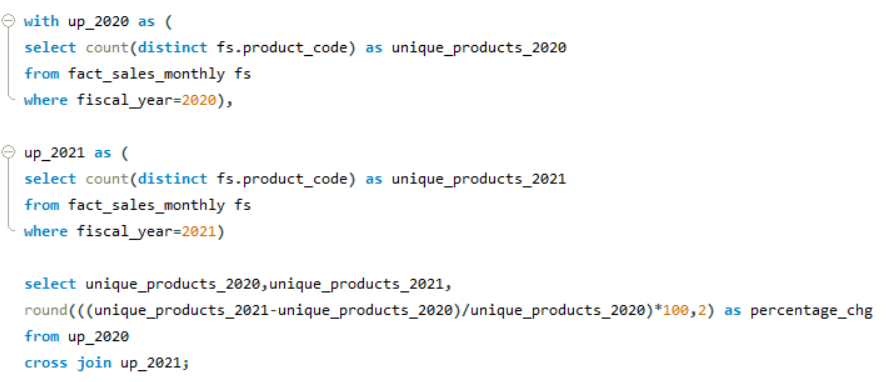 with up_2020 as (
select count(distinct fs.product_code) as unique_products_2020
from fact_sales_monthly fs
where fiscal_year=2020),
up_2021 as (
select count(distinct fs.product_code) as unique_products_2021
from fact_sales_monthly fs
where fiscal_year=2021)
select unique_products_2020,unique_products_2021,
round(((unique_products_2021-unique_products_2020)/unique_products_2020)*100,2) as percentage_chg
from up_2020
cross join up_2021;